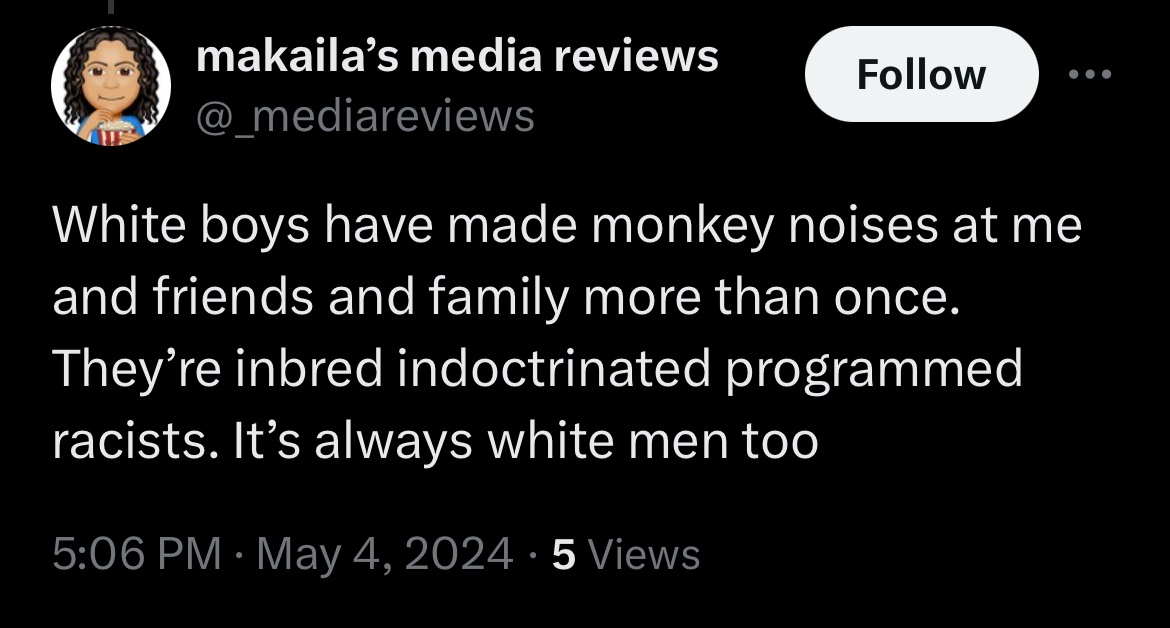 makaila’s media reviews
@_mediareviews
Follow
White boys have made monkey noises at me
and friends and family more than once.
They’re inbred indoctrinated programmed
racists. It’s always white men too
5:06 PM · May 4, 2024 · 5 Views